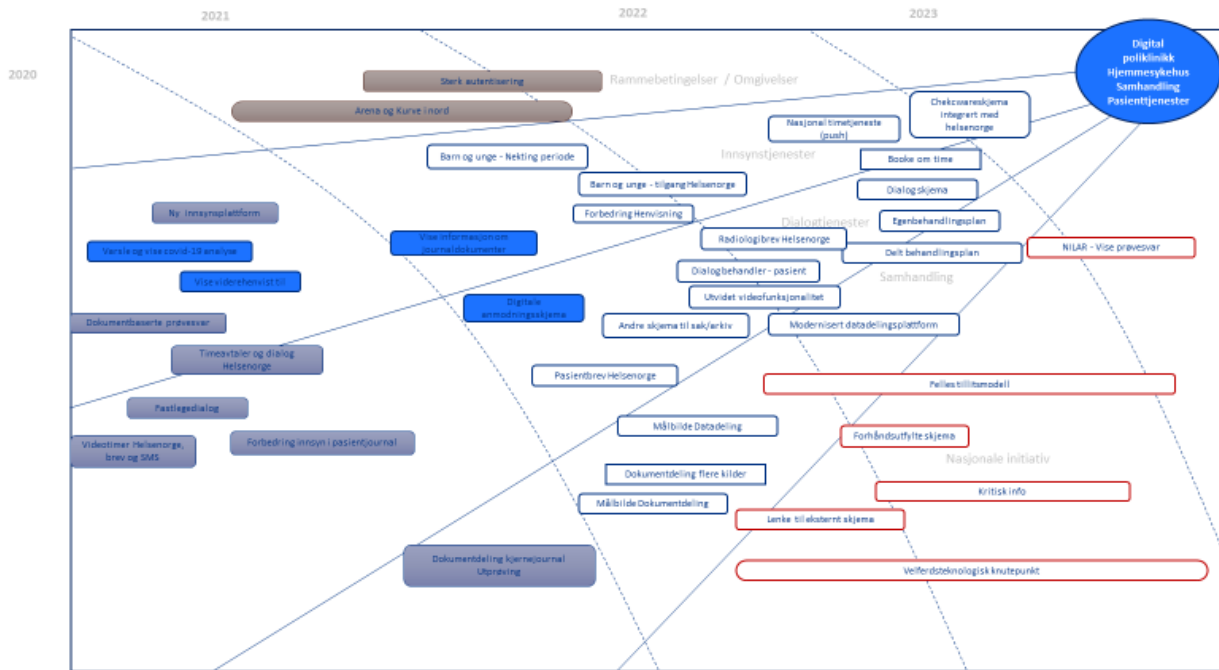 2021
2022
2023
2020
Digital
poliklinikk
Hjemmesykehus
Samhandling
Pasienttjenester
Sterk autentisering
Rammebetingelser / Omgivelser
Arena og Kurve i nord
Nasjonal timetjeneste
(push)
Chekcwareskjema
integrert med
helsenorge
Barn og unge - Nekting periode
Innsynstjenester
Booke om time
Barn og unge - tilgang Helsenorge
Dialog skjema
Ny innsynsplattform
Forbedring Henvisning
Dialogtjenester
Egenbehandlingsplan
Varsle og vise covid-19 analyse
Vise informasjon om
journaldokumenter
Radiologibrev Helsenorge
Delt behandlingsplan
NILAR - Vise prøvesvar
Vise viderehenvist til
Dialog behandler - pasient
Samhandling
Utvidet videofunksjonalitet
Digitale
anmodningsskjema
Dokumentbaserte prøvesvar
Andre skjema til sak/arkiv
Modernisert datadelingsplattform
Timeavtaler og dialog
Helsenorge
Pasientbrev Helsenorge
Felles tillitsmodell
Fastlegedialog
Målbilde Datadeling
Videotimer Helsenorge,
brev og SMS
Forbedring innsyn i pasientjournal
Forhåndsutfylte skjema
Nasjonale initiativ
Dokumentdeling flere kilder
Kritisk info
Målbilde Dokumentdeling
Lenke til eksternt skjema
Dokumentdeling kjernejournal
Utprøving
Velferdsteknologisk knutepunkt